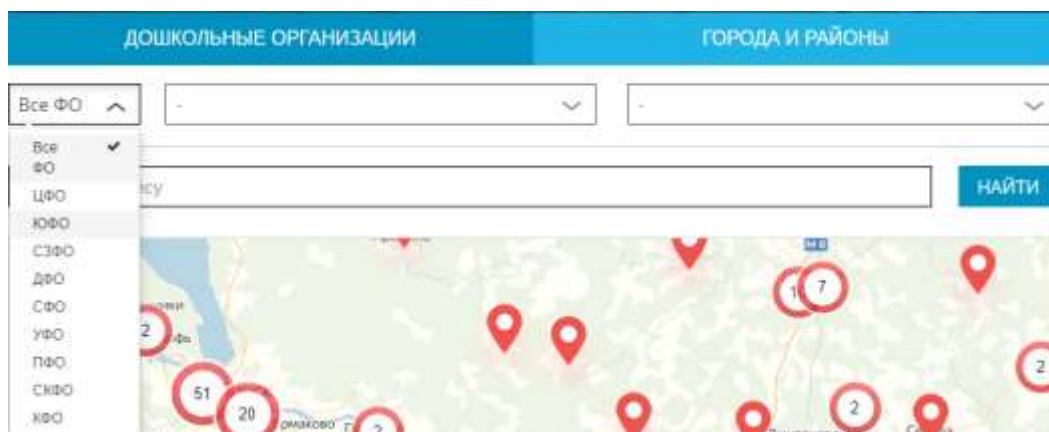 ДОШКОЛЬНЫЕ ОРГАНИЗАЦИИ
ГОРОДА И РАЙОНЫ
Все ФО
-
-
Все
ФО
ЦФО
ЮФО
СЗФО
ДФО
СФО
УФО
ПФО
СКФО
КФО
НАЙТИ
7
2
51
20
2
2
2